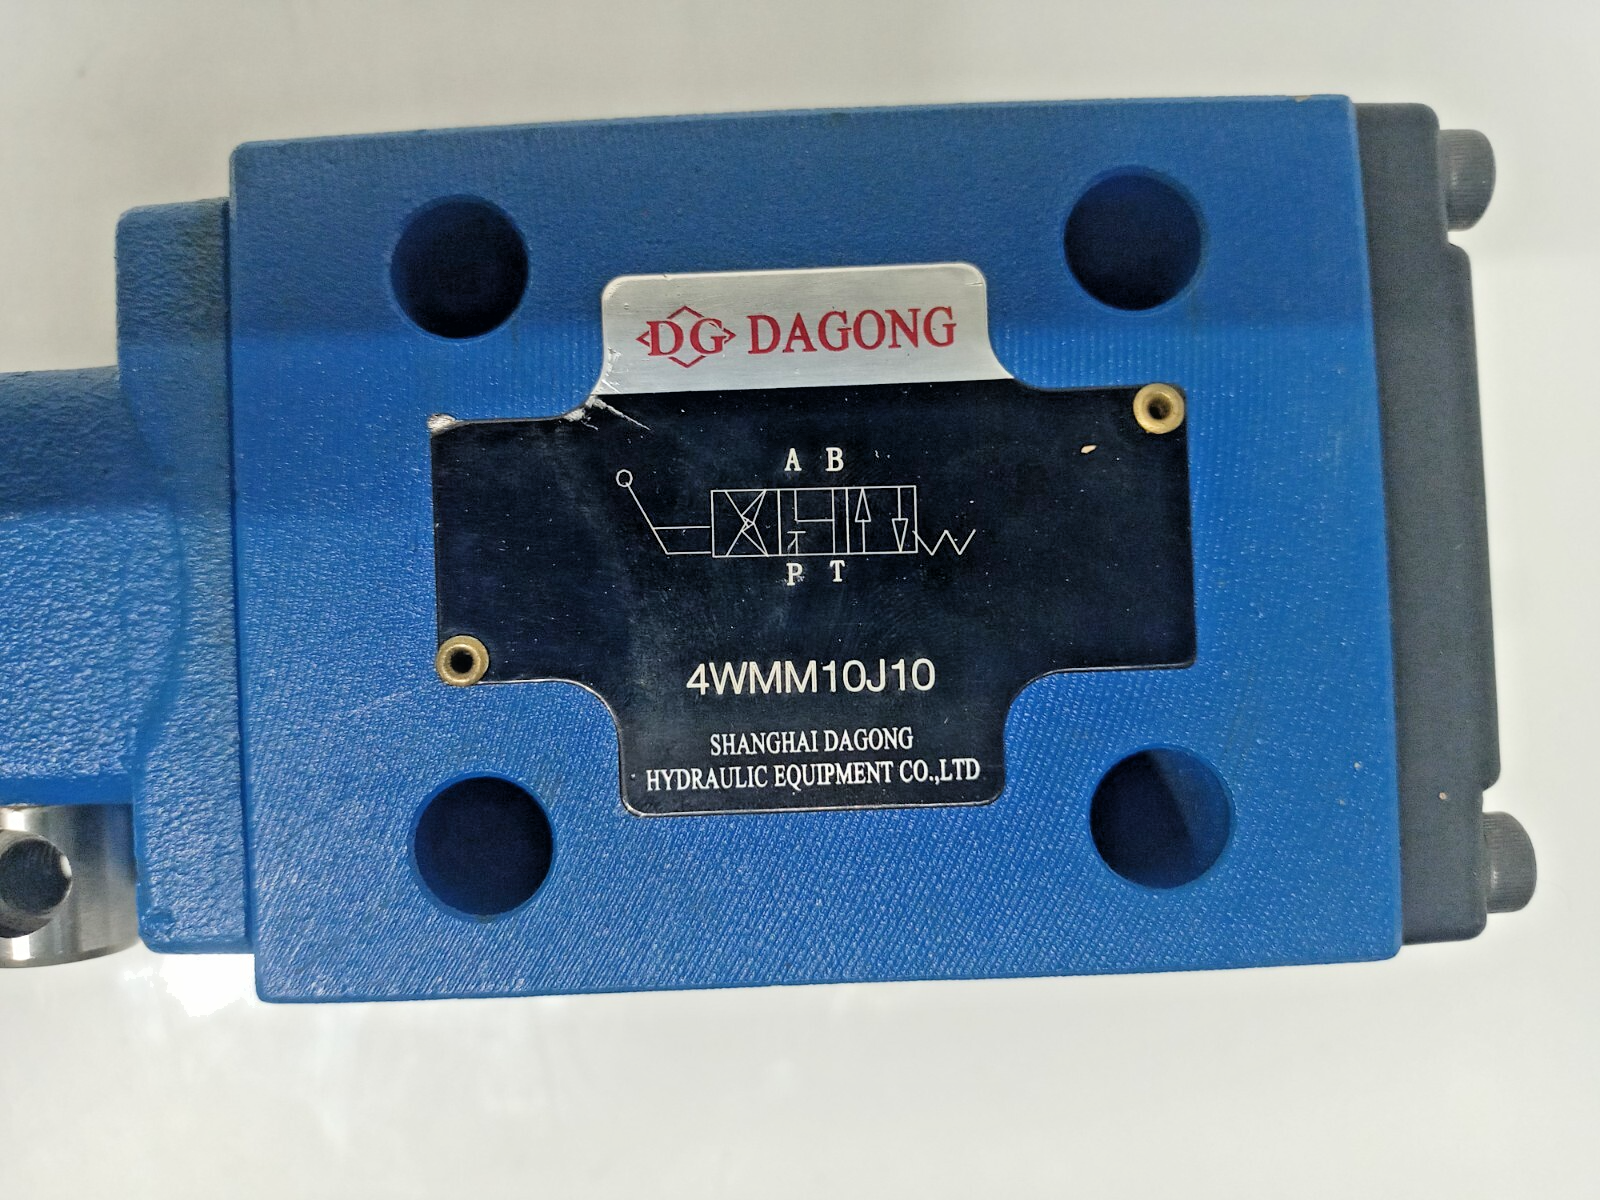 DG DAGONG
A B
P T
4WMM10J10
SHANGHAI DAGONG
HYDRAULIC EQUIPMENT CO.,LTD